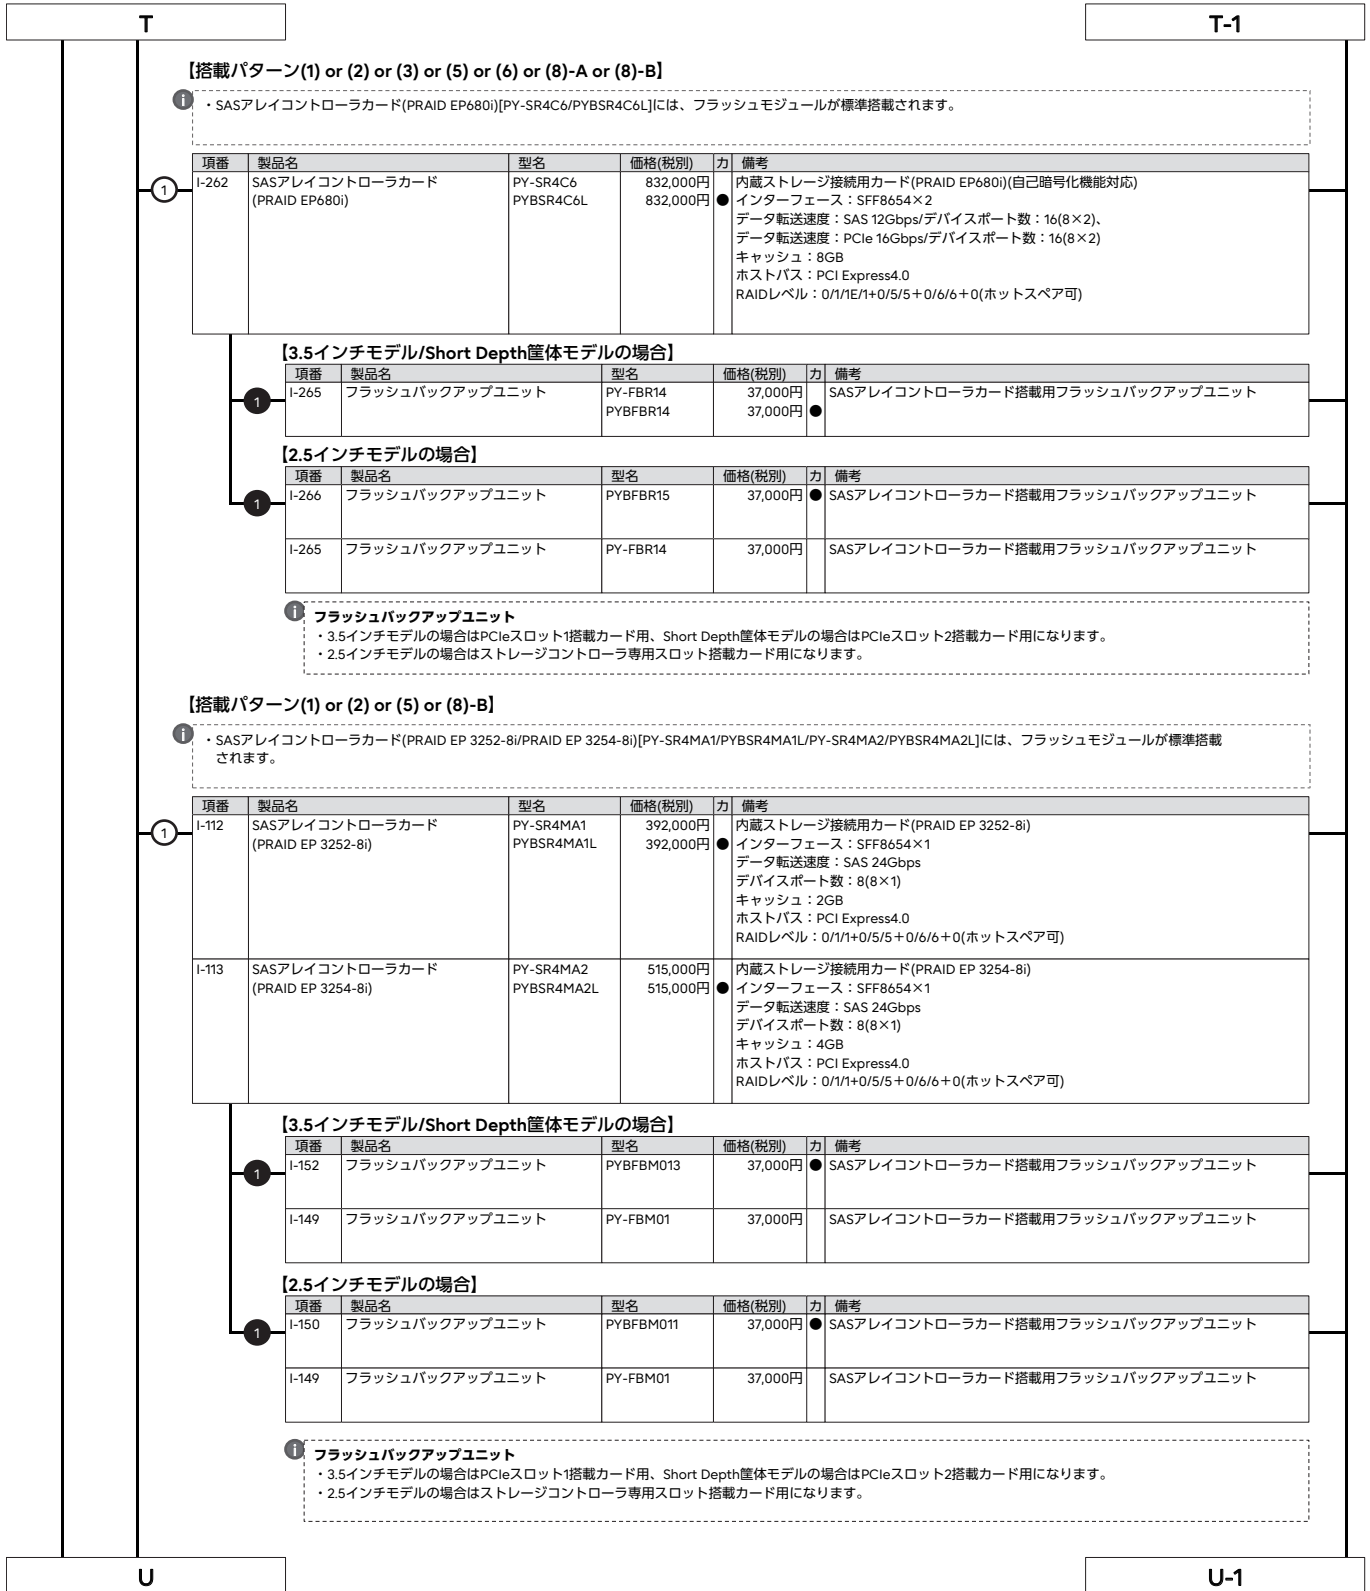 T
T-1
【搭載パターン(1) or (2) or (3) or (5) or (6) or (8)-A or (8)-B】
i
・SASアレイコントローラカード(PRAID EP680i)[PY-SR4C6/PYBSR4C6L]には、フラッシュモジュールが標準搭載されます。
項番 製品名 型名 価格(税別) カ 備考
1 I-262 SASアレイコントローラカード PY-SR4C6 832,000円 内蔵ストレージ接続用カード(PRAID EP680i)(自己暗号化機能対応)
(PRAID EP680i) PYBSR4C6L 832,000円 ● インターフェース：SFF8654×2
データ転送速度：SAS 12Gbps/デバイスポート数：16(8×2)、
データ転送速度：PCIe 16Gbps/デバイスポート数：16(8×2)
キャッシュ：8GB
ホストバス：PCI Express4.0
RAIDレベル：0/1/1E/1+0/5/5＋0/6/6＋0(ホットスペア可)
【3.5インチモデル/Short Depth筐体モデルの場合】
項番 製品名 型名 価格(税別) カ 備考
1 I-265 フラッシュバックアップユニット PY-FBR14 37,000円 SASアレイコントローラカード搭載用フラッシュバックアップユニット
PYBFBR14 37,000円 ●
【2.5インチモデルの場合】
項番 製品名 型名 価格(税別) カ 備考
1 I-266 フラッシュバックアップユニット PYBFBR15 37,000円 ● SASアレイコントローラカード搭載用フラッシュバックアップユニット
I-265 フラッシュバックアップユニット PY-FBR14 37,000円 SASアレイコントローラカード搭載用フラッシュバックアップユニット
i
フラッシュバックアップユニット
・3.5インチモデルの場合はPCIeスロット1搭載カード用、Short Depth筐体モデルの場合はPCIeスロット2搭載カード用になります。
・2.5インチモデルの場合はストレージコントローラ専用スロット搭載カード用になります。
【搭載パターン(1) or (2) or (5) or (8)-B】
i
・SASアレイコントローラカード(PRAID EP 3252-8i/PRAID EP 3254-8i)[PY-SR4MA1/PYBSR4MA1L/PY-SR4MA2/PYBSR4MA2L]には、フラッシュモジュールが標準搭載
されます。
項番 製品名 型名 価格(税別) カ 備考
1 I-112 SASアレイコントローラカード PY-SR4MA1 392,000円 内蔵ストレージ接続用カード(PRAID EP 3252-8i)
(PRAID EP 3252-8i) PYBSR4MA1L 392,000円 ● インターフェース：SFF8654×1
データ転送速度：SAS 24Gbps
デバイスポート数：8(8×1)
キャッシュ：2GB
ホストバス：PCI Express4.0
RAIDレベル：0/1/1+0/5/5＋0/6/6＋0(ホットスペア可)
I-113 SASアレイコントローラカード PY-SR4MA2 515,000円 内蔵ストレージ接続用カード(PRAID EP 3254-8i)
(PRAID EP 3254-8i) PYBSR4MA2L 515,000円 ● インターフェース：SFF8654×1
データ転送速度：SAS 24Gbps
デバイスポート数：8(8×1)
キャッシュ：4GB
ホストバス：PCI Express4.0
RAIDレベル：0/1/1+0/5/5＋0/6/6＋0(ホットスペア可)
【3.5インチモデル/Short Depth筐体モデルの場合】
項番 製品名 型名 価格(税別) カ 備考
1 I-152 フラッシュバックアップユニット PYBFBM013 37,000円 ● SASアレイコントローラカード搭載用フラッシュバックアップユニット
I-149 フラッシュバックアップユニット PY-FBM01 37,000円 SASアレイコントローラカード搭載用フラッシュバックアップユニット
【2.5インチモデルの場合】
項番 製品名 型名 価格(税別) カ 備考
1 I-150 フラッシュバックアップユニット PYBFBM011 37,000円 ● SASアレイコントローラカード搭載用フラッシュバックアップユニット
I-149 フラッシュバックアップユニット PY-FBM01 37,000円 SASアレイコントローラカード搭載用フラッシュバックアップユニット
i
フラッシュバックアップユニット
・3.5インチモデルの場合はPCIeスロット1搭載カード用、Short Depth筐体モデルの場合はPCIeスロット2搭載カード用になります。
・2.5インチモデルの場合はストレージコントローラ専用スロット搭載カード用になります。
U
U-1